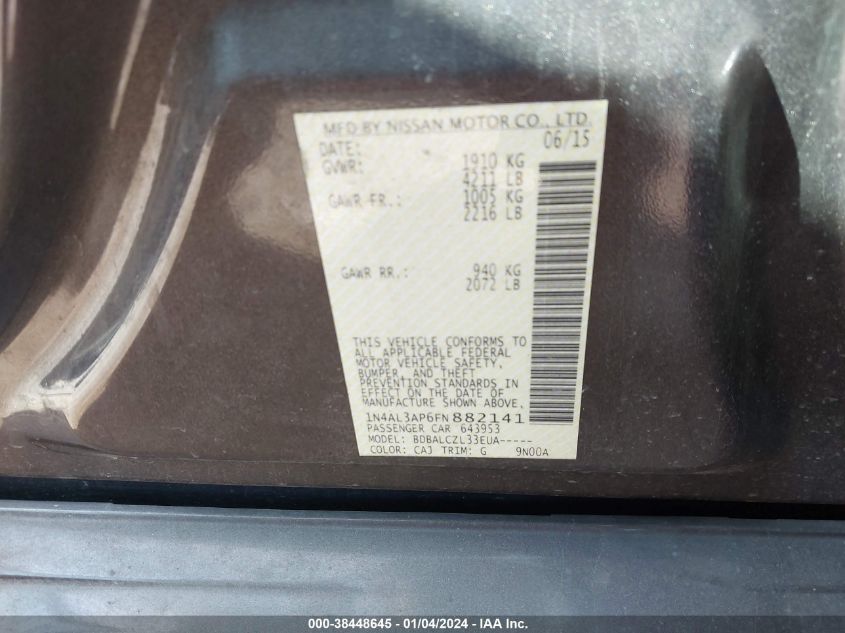 MFD BY NISSAN MOTOR CO., LTD.
DATE: 06/15
GVWR: 1910 KG
4211 LB
GAWR FR.: 1005 KG
2216 LB
GAWR RR.: 940 KG
2072 LB
THIS VEHICLE CONFORMS TO
ALL APPLICABLE FEDERAL
MOTOR VEHICLE SAFETY,
BUMPER, AND THEFT
PREVENTION STANDARDS IN
EFFECT ON THE DATE OF
MANUFACTURE SHOWN ABOVE.
1N4AL3AP6FN882141
PASSENGER CAR 643953
MODEL: BDBALCZL33EUA-----
COLOR: CAJ TRIM: G 9N00A
000-38448645 - 01/04/2024 - IAA Inc.